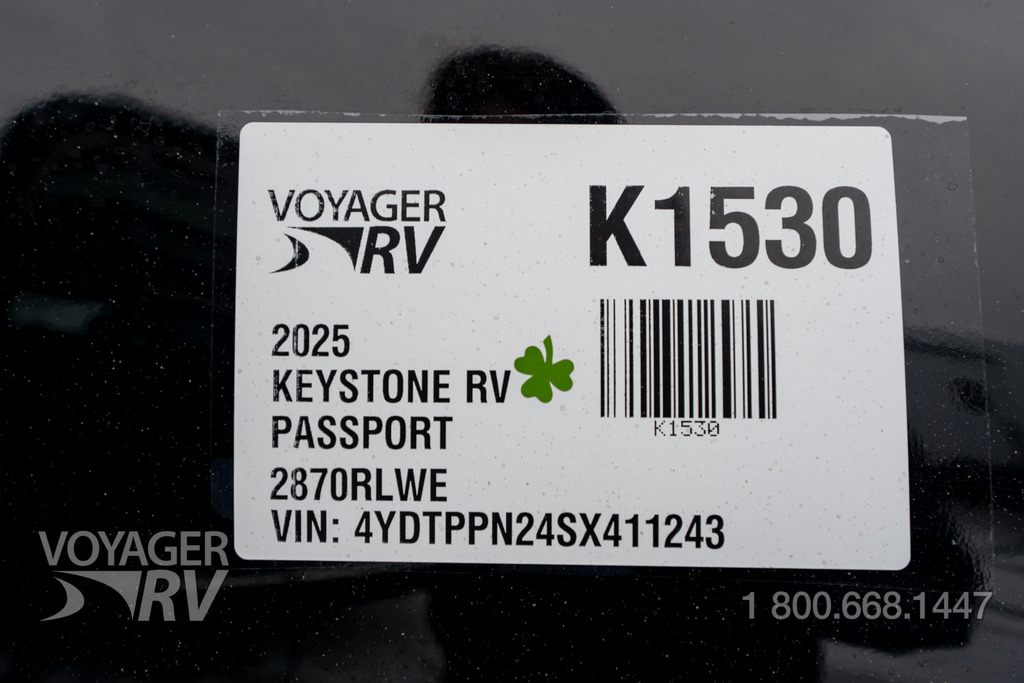 VOYAGER
RV
K1530
2025
KEYSTONE RV
PASSPORT
2870RLWE
VIN: 4YDTPPN24SX411243
K1530
VOYAGER
RV
1 800.668.1447